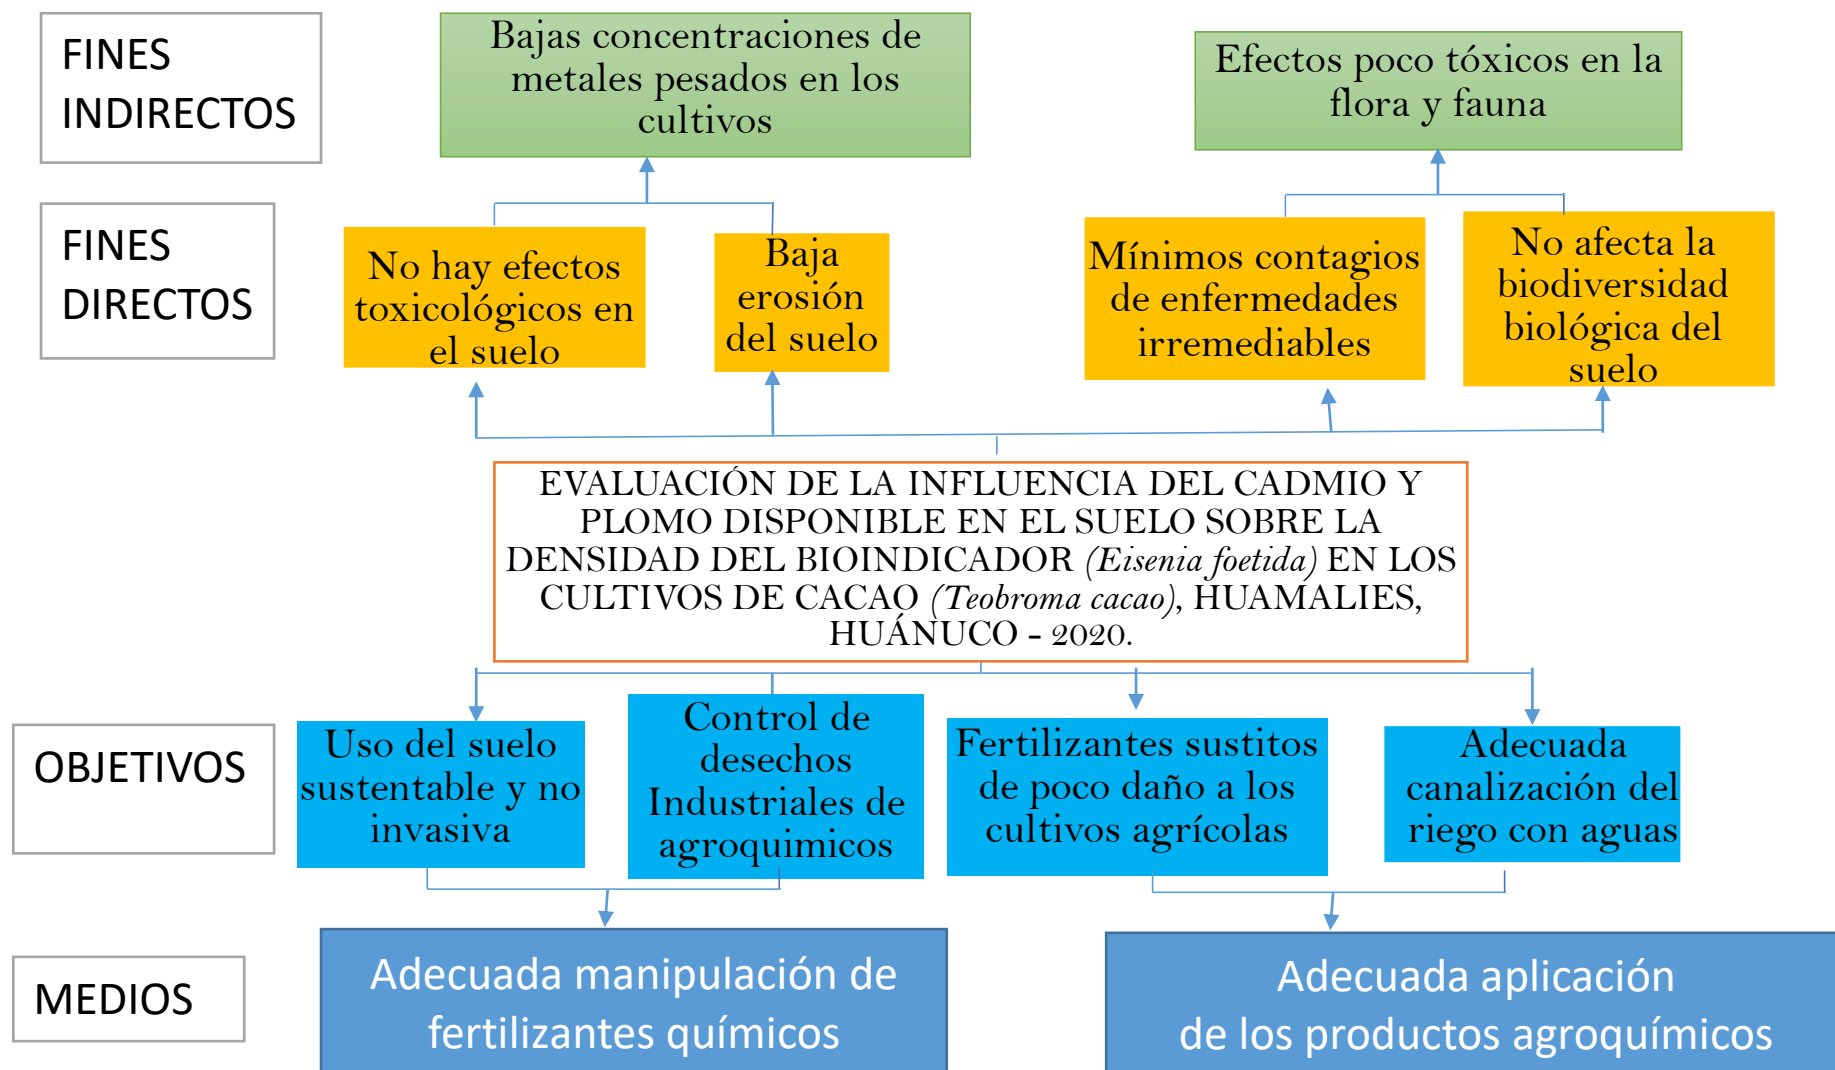 FINES
INDIRECTOS
Bajas concentraciones de
metales pesados en los
cultivos
Efectos poco tóxicos en la
flora y fauna
FINES
DIRECTOS
No hay efectos
toxicológicos en
el suelo
Baja
erosión
del suelo
Mínimos contagios
de enfermedades
irremediables
No afecta la
biodiversidad
biológica del
suelo
EVALUACIÓN DE LA INFLUENCIA DEL CADMIO Y
PLOMO DISPONIBLE EN EL SUELO SOBRE LA
DENSIDAD DEL BIOINDICADOR (Eisenia foetida) EN LOS
CULTIVOS DE CACAO (Teobroma cacao), HUAMALIES,
HUÁNUCO - 2020.
OBJETIVOS
Uso del suelo
sustentable y no
invasiva
Control de
desechos
Industriales de
agroquimicos
Fertilizantes sustitos
de poco daño a los
cultivos agrícolas
Adecuada
canalización del
riego con aguas
MEDIOS
Adecuada manipulación de
fertilizantes químicos
Adecuada aplicación
de los productos agroquímicos